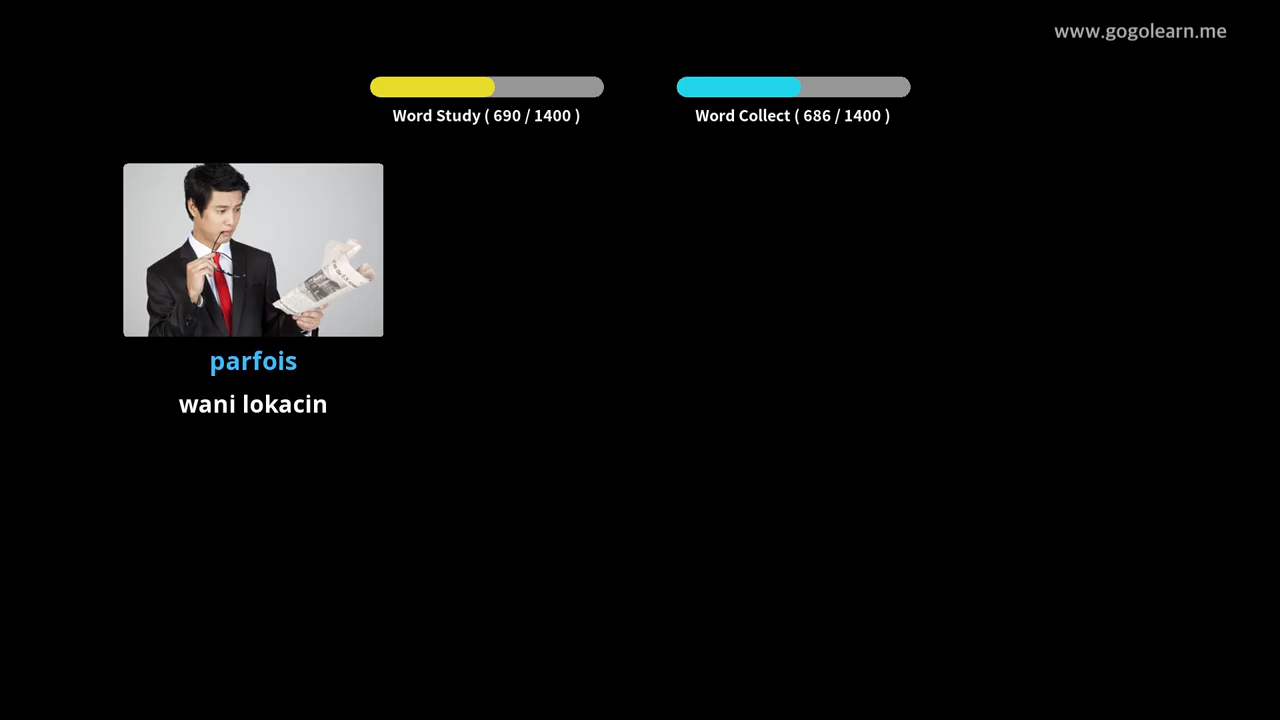 www.gogolearn.me
Word Study ( 690 / 1400 )
Word Collect ( 686 / 1400 )
parfois
wani lokacin